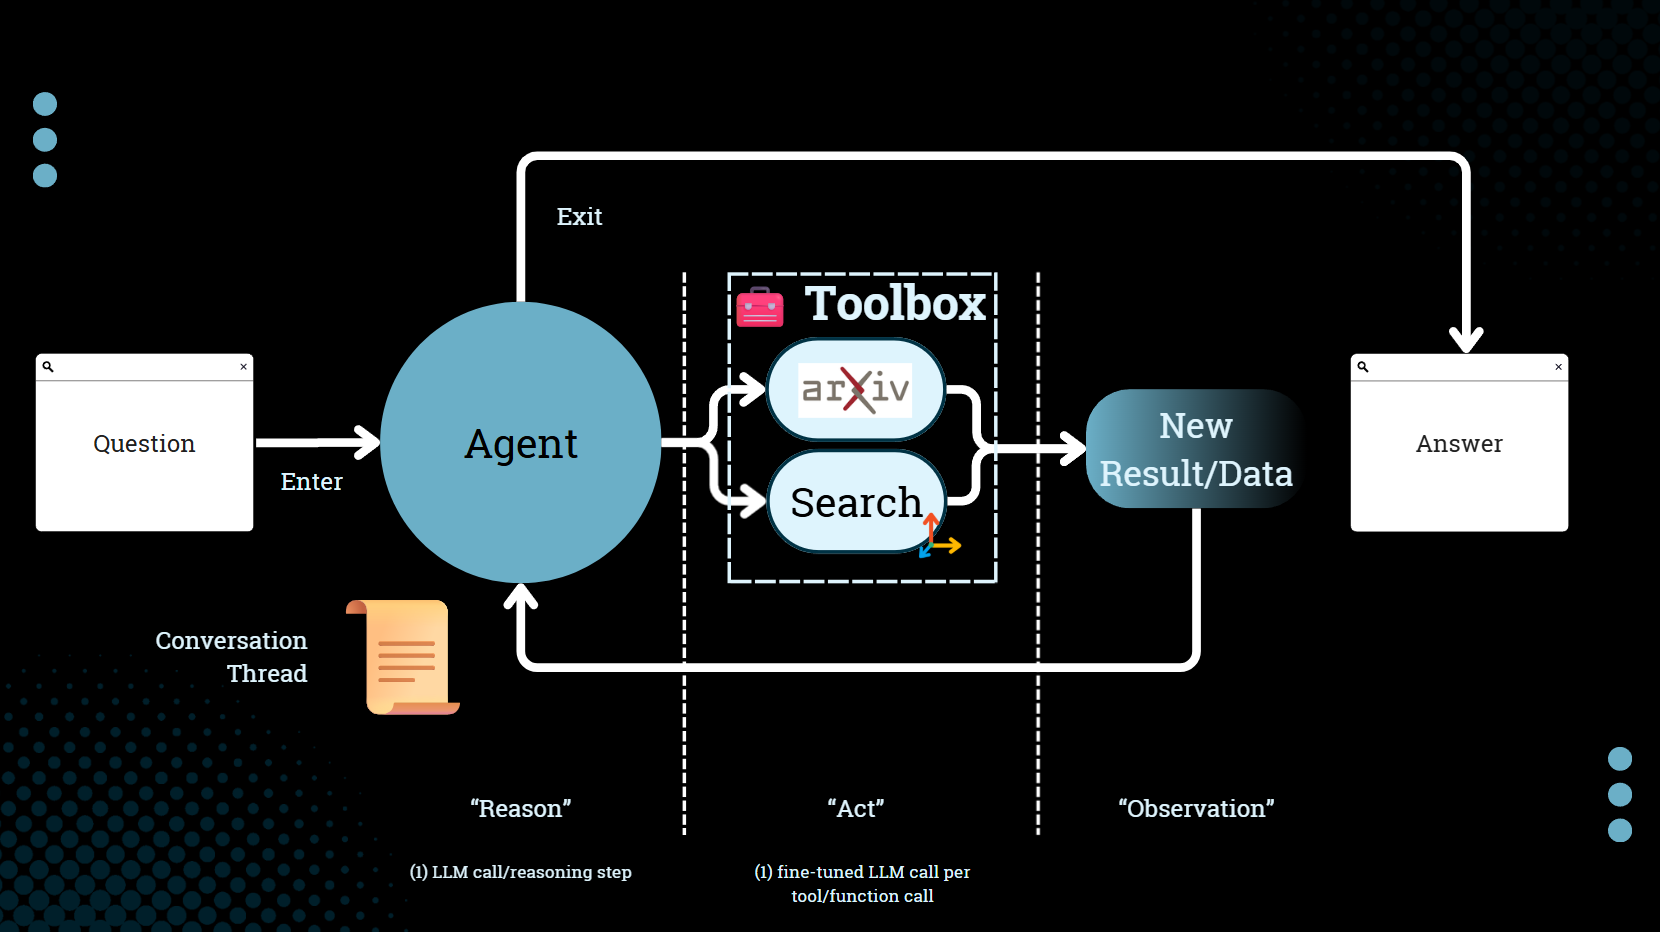 Exit
Toolbox
arXiv
Question
Enter
Agent
Search
New
Result/Data
Answer
Conversation
Thread
“Reason”
“Act”
“Observation”
(1) LLM call/reasoning step
(1) fine-tuned LLM call per
tool/function call